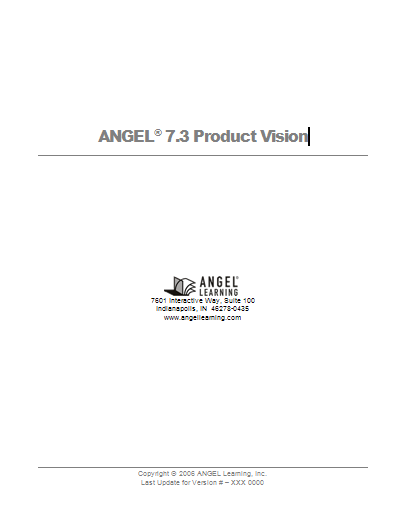 ANGEL® 7.3 Product Vision
ANGEL®
LEARNING
7601 Interactive Way, Suite 100
Indianapolis, IN  46278-0435
www.angellearning.com
Copyright © 2006 ANGEL Learning, Inc.
Last Update for Version # – XXX 0000